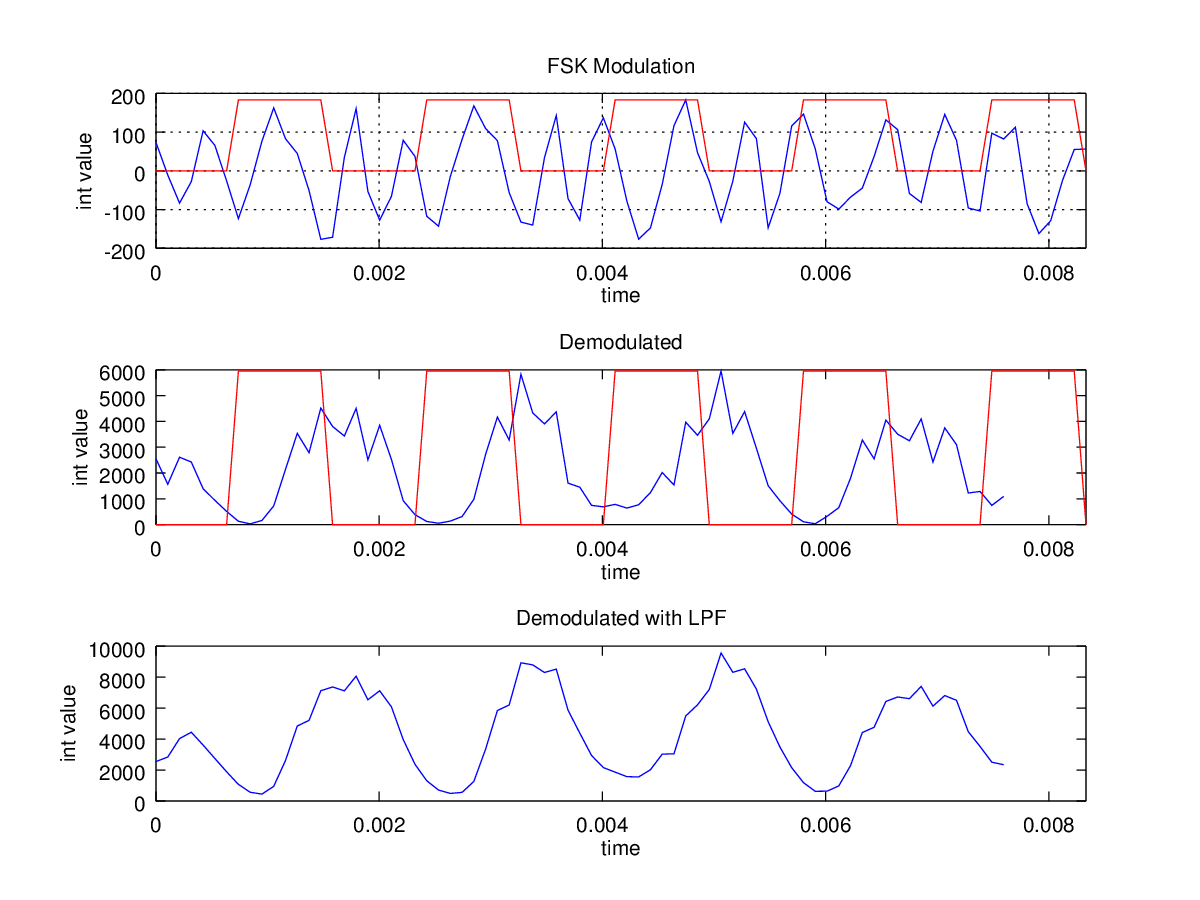 FSK Modulation
200
100
0
-100
-200
int value
0 0.002 0.004 0.006 0.008
time
Demodulated
6000
5000
4000
3000
2000
1000
0
int value
0 0.002 0.004 0.006 0.008
time
Demodulated with LPF
10000
8000
6000
4000
2000
0
int value
0 0.002 0.004 0.006 0.008
time